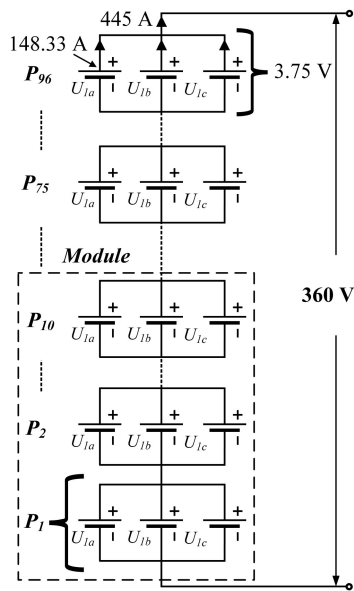 445 A
148.33 A
P96 + + +
U1a U1b U1c
3.75 V
P75 + + +
U1a U1b U1c
Module
P10 + + +
U1a U1b U1c
360 V
P2 + + +
U1a U1b U1c
P1 + + +
U1a U1b U1c